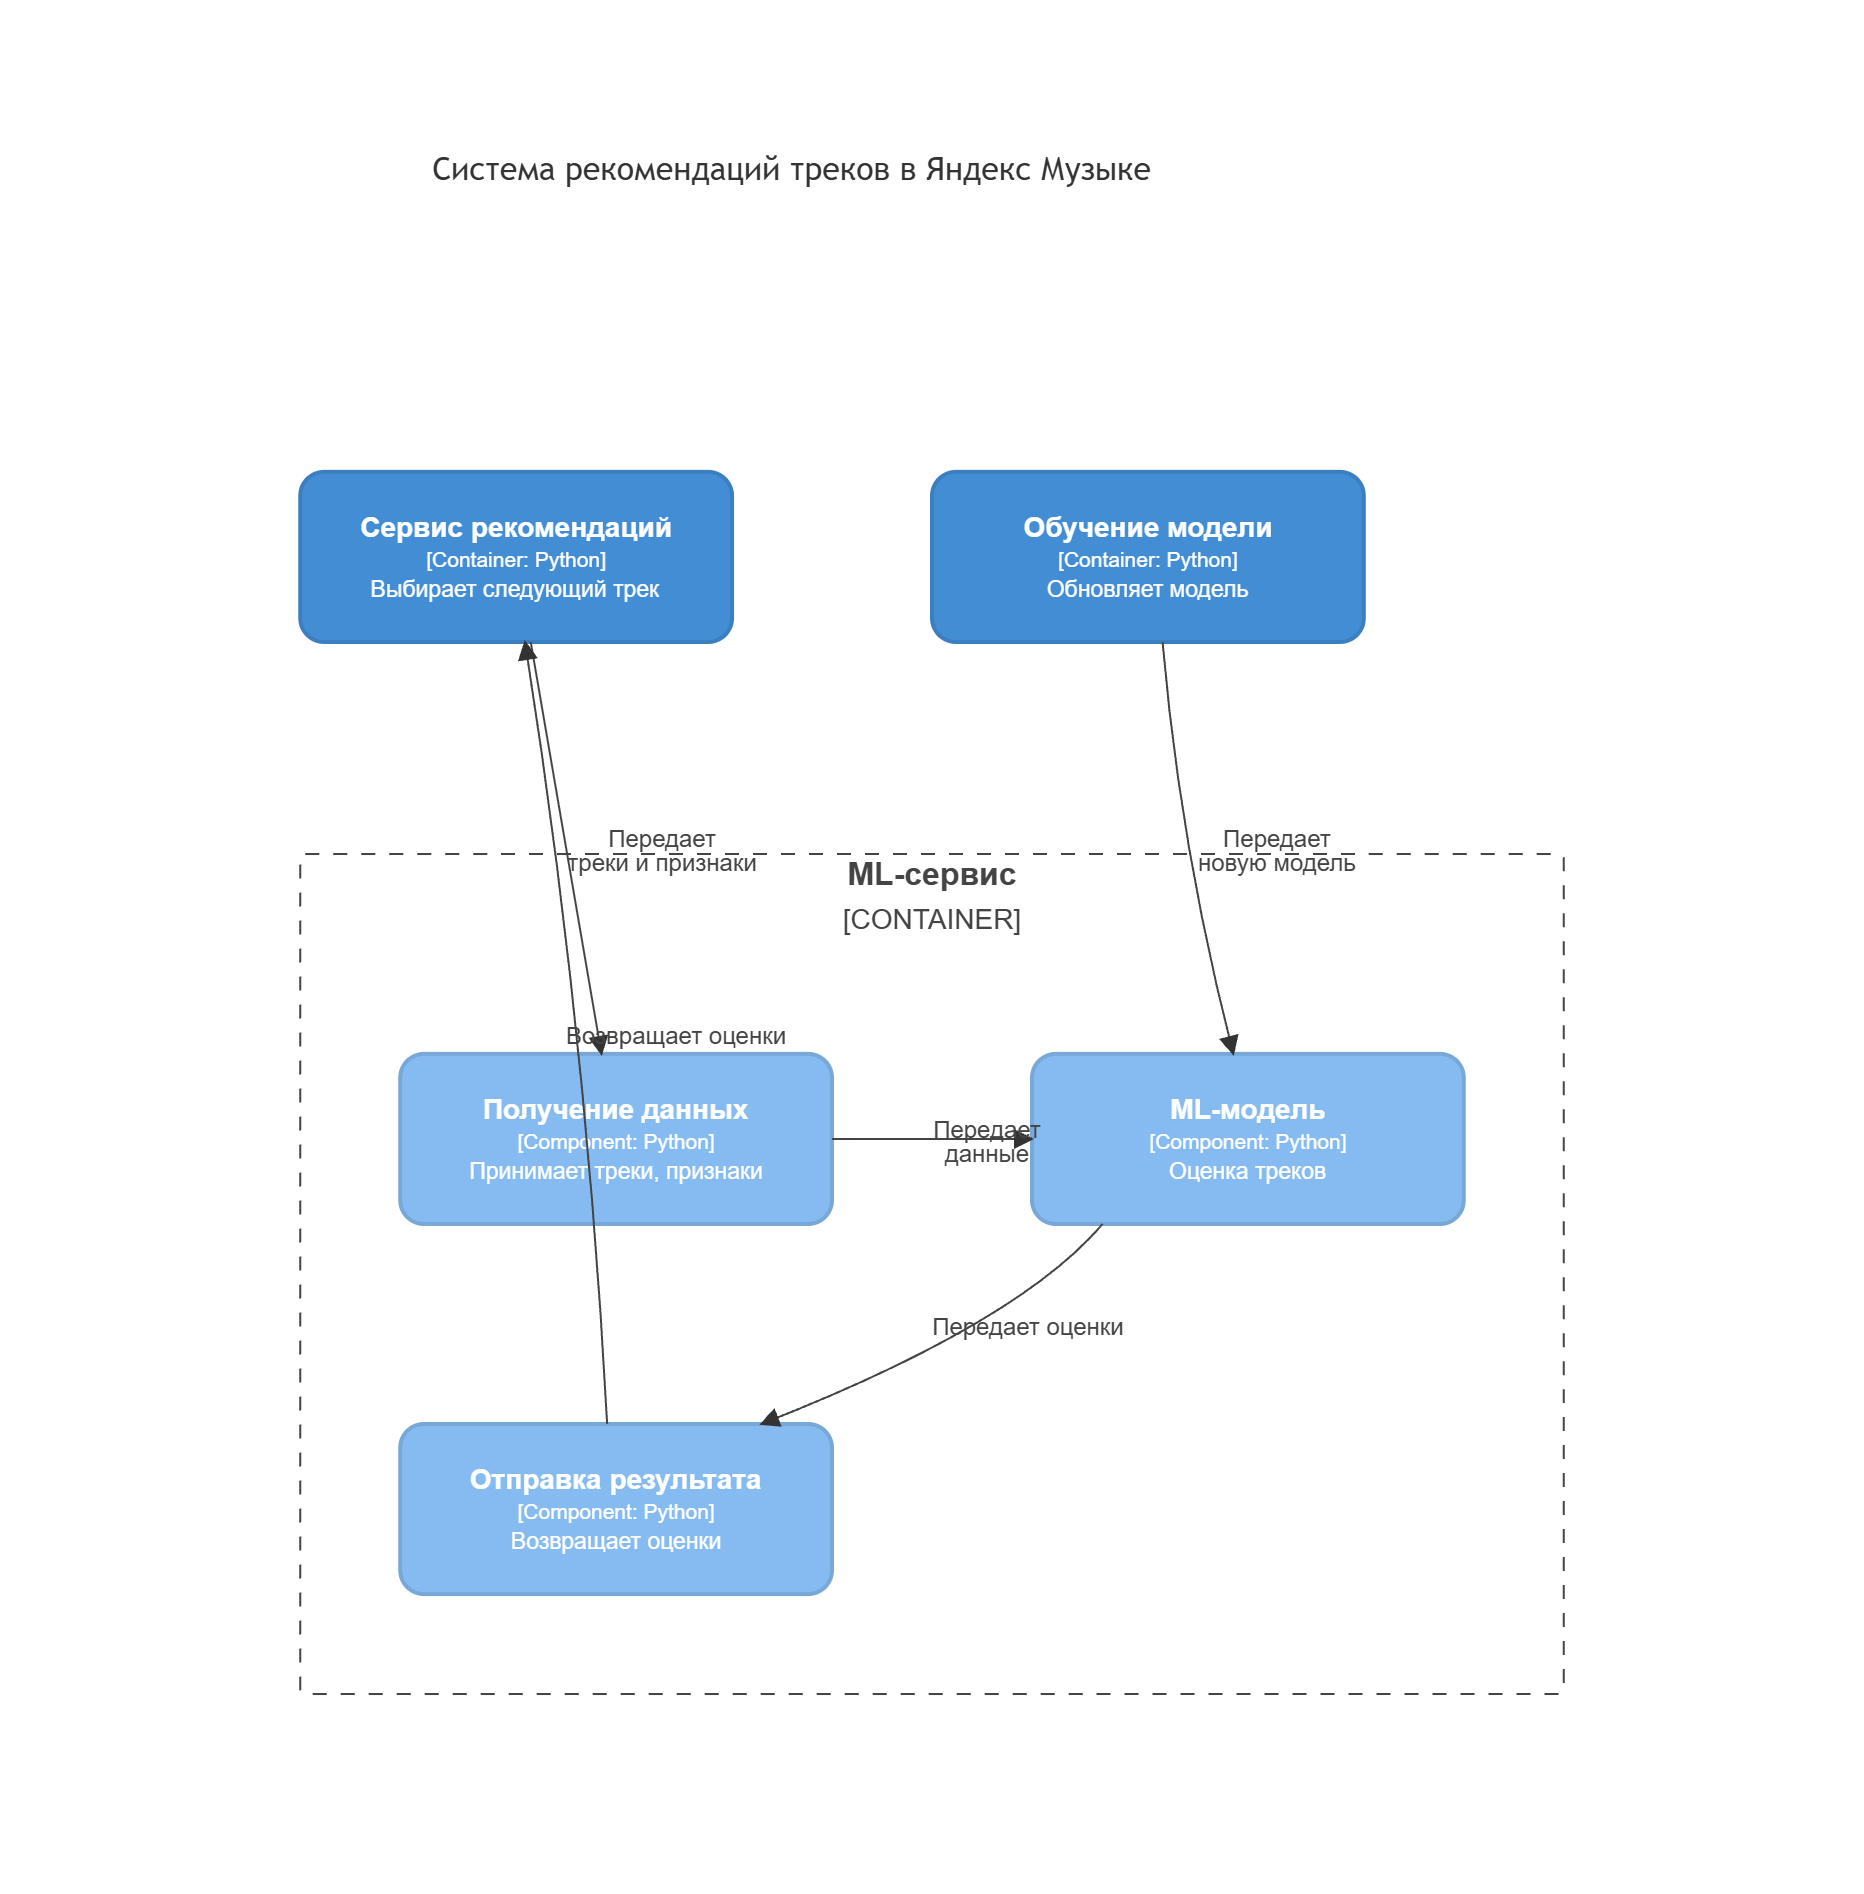 Система рекомендаций треков в Яндекс Музыке
Сервис рекомендаций
[Container: Python]
Выбирает следующий трек
Обучение модели
[Container: Python]
Обновляет модель
Передает
треки и признаки
Передает
новую модель
ML-сервис
[CONTAINER]
Возвращает оценки
Получение данных
[Component: Python]
Принимает треки, признаки
Передает
данные
ML-модель
[Component: Python]
Оценка треков
Передает оценки
Отправка результата
[Component: Python]
Возвращает оценки